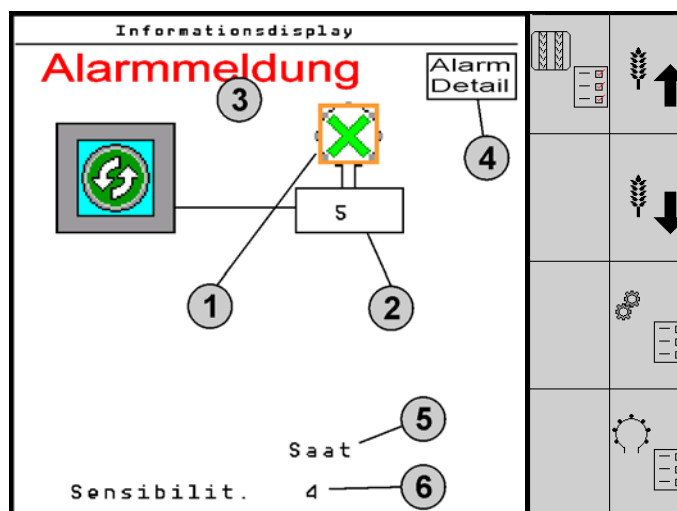 Informationsdisplay
Alarmmeldung
Alarm
Detail
3
4
5
1
2
5
Saat
Sensibilit. 4
6